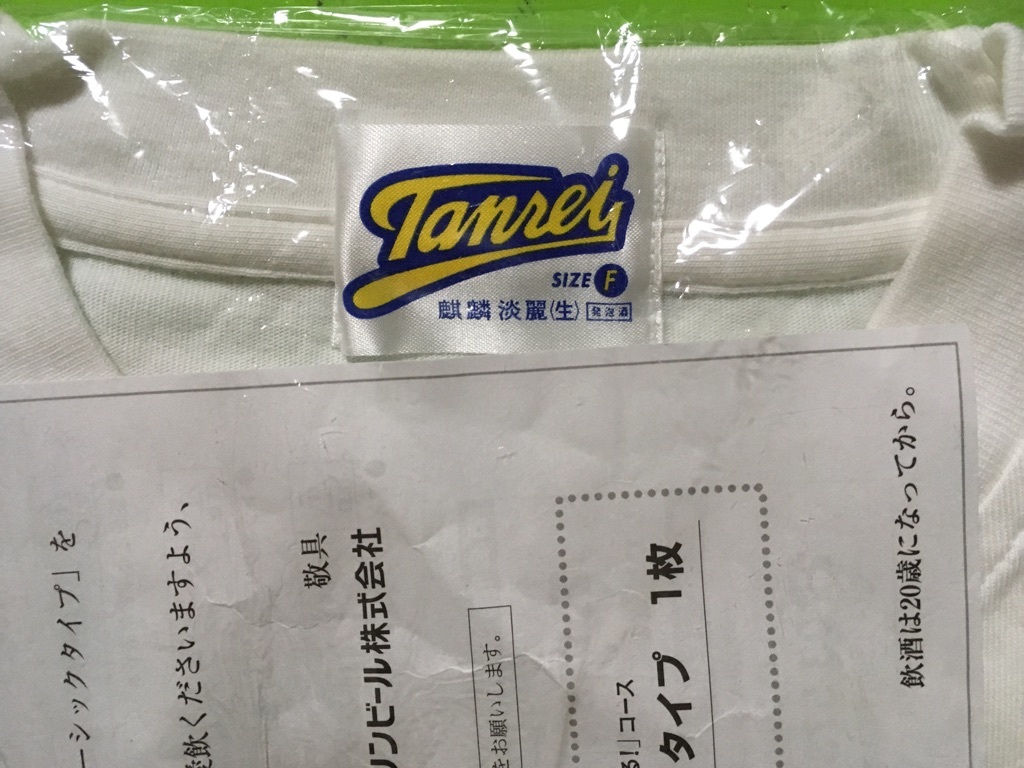 Tanrei
SIZE F
麒麟淡麗〈生〉 発泡酒
ーシックタイプ」を
飲くださいますよう、
敬具
リンビール株式会社
をお願いします。
る!」コース
タイプ 1枚
飲酒は20歳になってから。